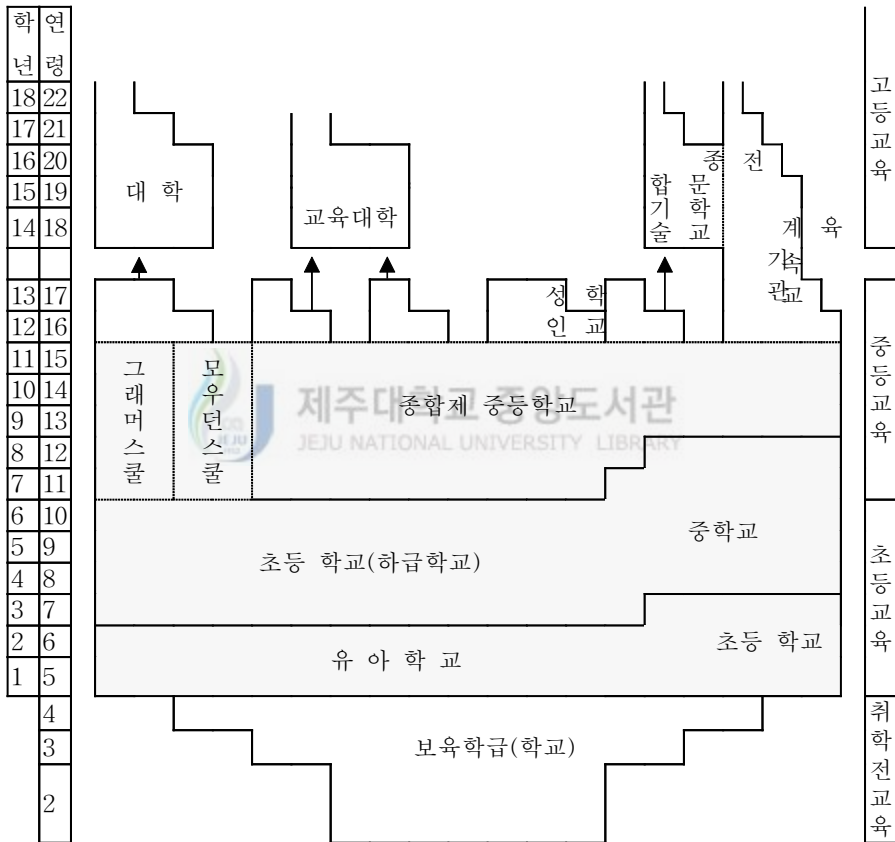 학 연
년 령
18 22
17 21
16 20
15 19
14 18
13 17
12 16
11 15
10 14
9 13
8 12
7 11
6 10
5 9
4 8
3 7
2 6
1 5
4
3
2
대 학
교육대학
종합기술
전문학교
계속교육
기관
성인
학교
그래머스쿨
모우던스쿨
종합제 중등학교
제주대학교 중앙도서관
JEJU NATIONAL UNIVERSITY LIBRARY
중학교
초등 학교(하급학교)
초등 학교
유 아 학 교
보육학급(학교)
고등교육
중등교육
초등교육
취학전교육